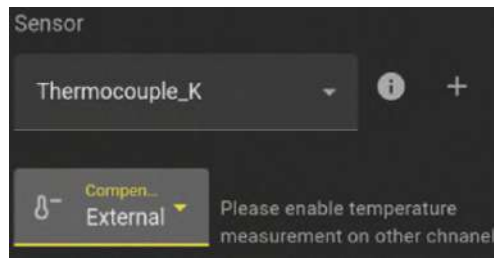 Sensor
Thermocouple_K
Compen...
External
Please enable temperature
measurement on other chnanel